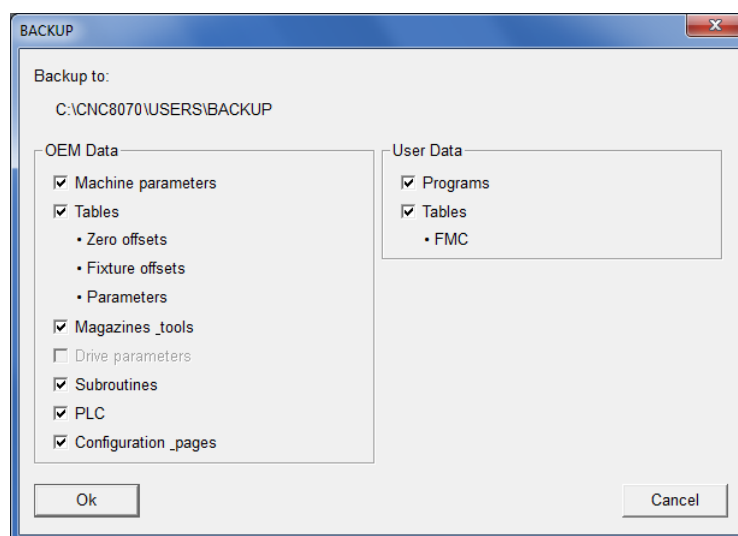 BACKUP
Backup to:
C:\CNC8070\USERS\BACKUP
OEM Data
Machine parameters
Tables
• Zero offsets
• Fixture offsets
• Parameters
Magazines _tools
Drive parameters
Subroutines
PLC
Configuration _pages
User Data
Programs
Tables
• FMC
Ok
Cancel